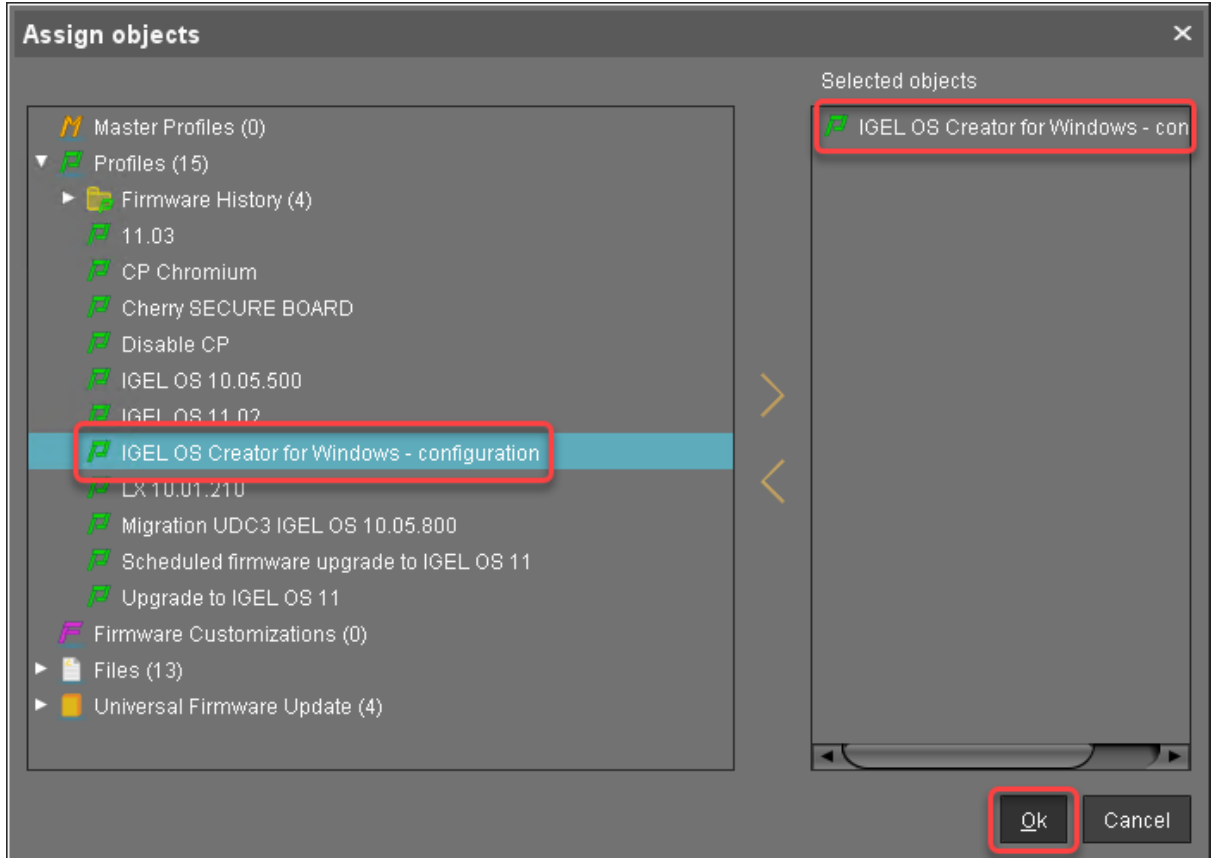 Assign objects
Selected objects
Master Profiles (0)
Profiles (15)
Firmware History (4)
11.03
CP Chromium
Cherry SECURE BOARD
Disable CP
IGEL OS 10.05.500
IGEL OS 11.02
IGEL OS Creator for Windows - configuration
LX 10.01.210
Migration UDC3 IGEL OS 10.05.800
Scheduled firmware upgrade to IGEL OS 11
Upgrade to IGEL OS 11
Firmware Customizations (0)
Files (13)
Universal Firmware Update (4)
IGEL OS Creator for Windows - con
Ok
Cancel